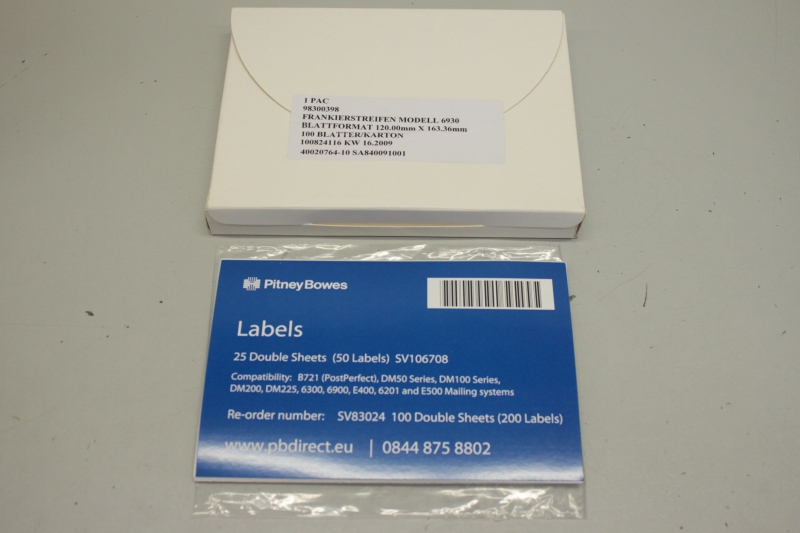 1 PAC
98300398
FRANKIERSTREIFEN MODELL 6930
BLATTFORMAT 120.00mm X 163.36mm
100 BLATTER/KARTON
100824116 KW 16.2009
40020764-10 SA840091001
PitneyBowes
Labels
25 Double Sheets (50 Labels) SV106708
Compatibility: B721 (PostPerfect), DM50 Series, DM100 Series,
DM200, DM225, 6300, 6900, E400, 6201 and E500 Mailing systems
Re-order number: SV83024 100 Double Sheets (200 Labels)
www.pbdirect.eu | 0844 875 8802